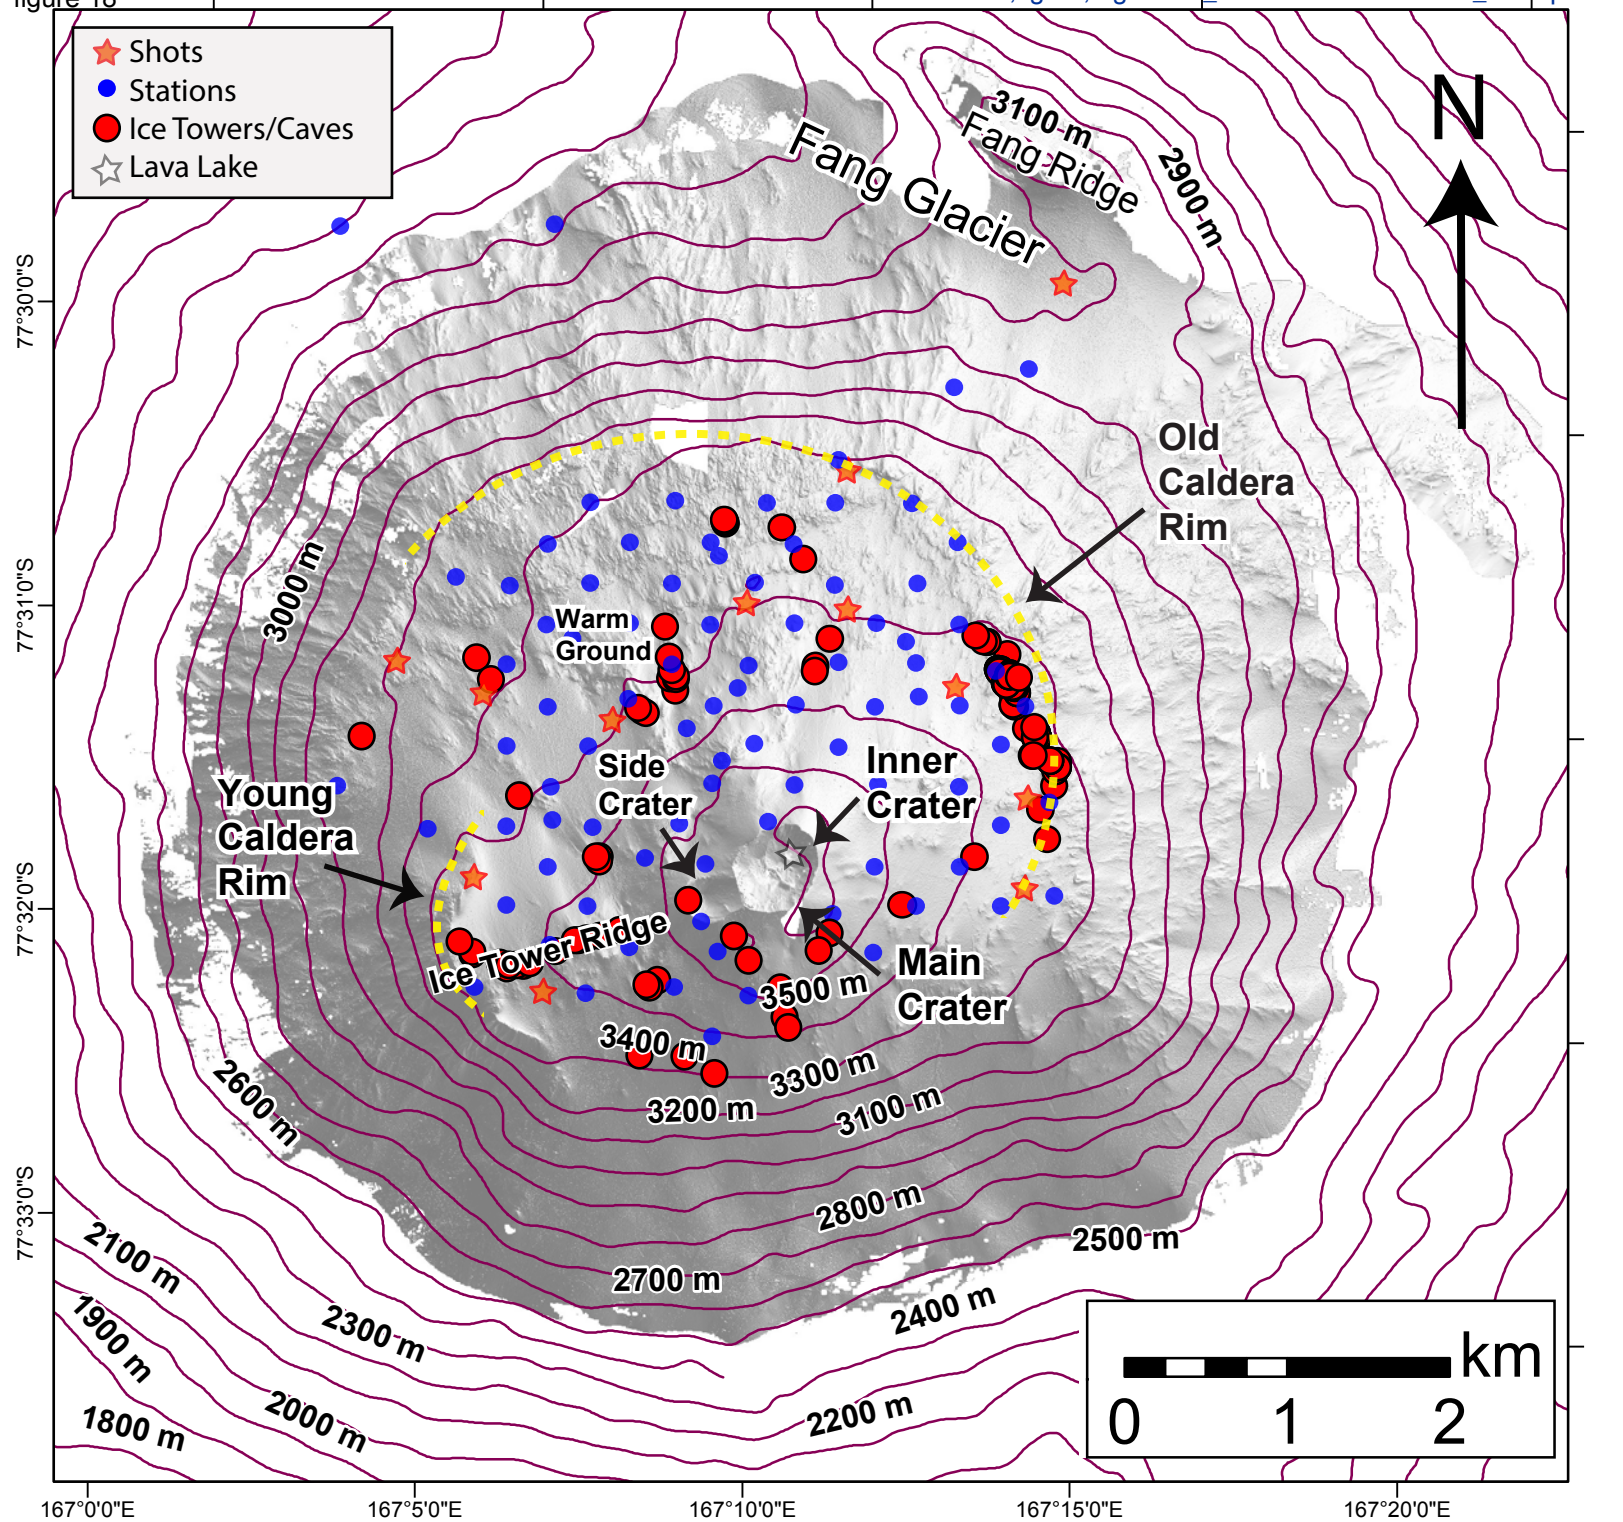 figure 18
Shots
Stations
Ice Towers/Caves
Lava Lake
N
3100 m
Fang Ridge
Fang Glacier
2900 m
Old
Caldera
Rim
3000 m
Warm
Ground
Side
Crater
Inner
Crater
Young
Caldera
Rim
Ice Tower Ridge
Main
Crater
3500 m
3400 m
3300 m
3200 m
3100 m
2600 m
2800 m
2500 m
2700 m
2400 m
2100 m
2300 m
1900 m
2200 m
2000 m
1800 m
km
0 1 2
77°30'0"S
77°31'0"S
77°32'0"S
77°33'0"S
167°0'0"E 167°5'0"E 167°10'0"E 167°15'0"E 167°20'0"E